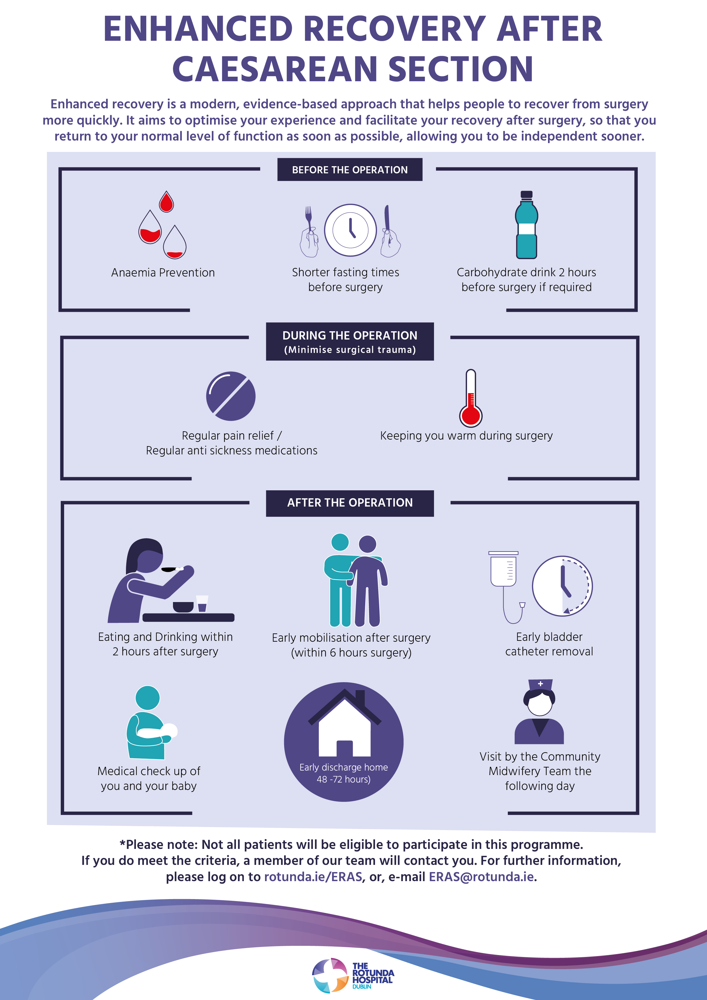 ENHANCED RECOVERY AFTER
CAESAREAN SECTION
Enhanced recovery is a modern, evidence-based approach that helps people to recover from surgery
more quickly. It aims to optimise your experience and facilitate your recovery after surgery, so that you
return to your normal level of function as soon as possible, allowing you to be independent sooner.
BEFORE THE OPERATION
Anaemia Prevention
Shorter fasting times
before surgery
Carbohydrate drink 2 hours
before surgery if required
DURING THE OPERATION
(Minimise surgical trauma)
Regular pain relief /
Regular anti sickness medications
Keeping you warm during surgery
AFTER THE OPERATION
Eating and Drinking within
2 hours after surgery
Early mobilisation after surgery
(within 6 hours surgery)
Early bladder
catheter removal
Medical check up of
you and your baby
Early discharge home
48 -72 hours)
Visit by the Community
Midwifery Team the
following day
*Please note: Not all patients will be eligible to participate in this programme.
If you do meet the criteria, a member of our team will contact you. For further information,
please log on to rotunda.ie/ERAS, or, e-mail ERAS@rotunda.ie.
THE
ROTUNDA
HOSPITAL
DUBLIN